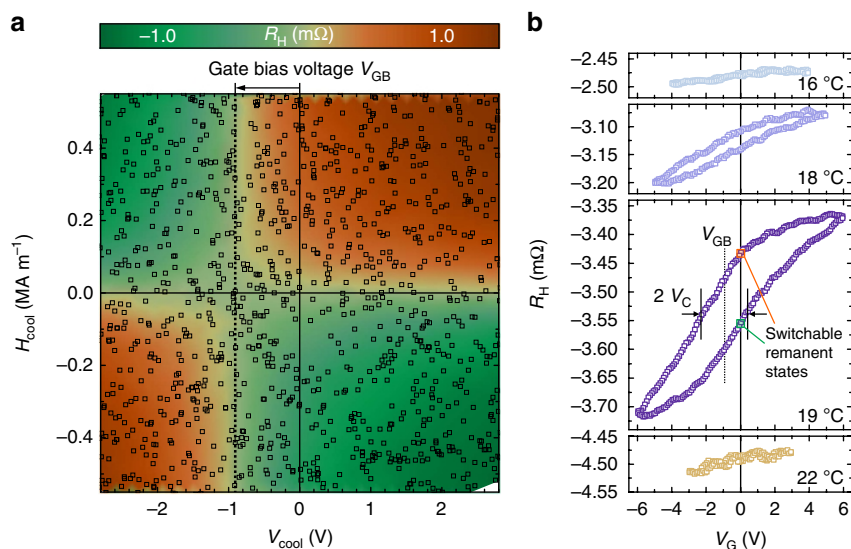 a
−1.0
R_H (mΩ)
1.0
Gate bias voltage V_GB
0.4
0.2
0.0
−0.2
−0.4
H_cool (MA m⁻¹)
−2
−1
0
1
2
V_cool (V)
b
−2.40
−2.50
16 °C
−3.10
−3.20
18 °C
−3.35
−3.40
−3.45
−3.50
−3.55
−3.60
−3.65
−3.70
V_GB
2 V_C
Switchable
remanent
states
19 °C
−4.45
−4.50
−4.55
22 °C
R_H (mΩ)
−6
−4
−2
0
2
4
6
V_G (V)